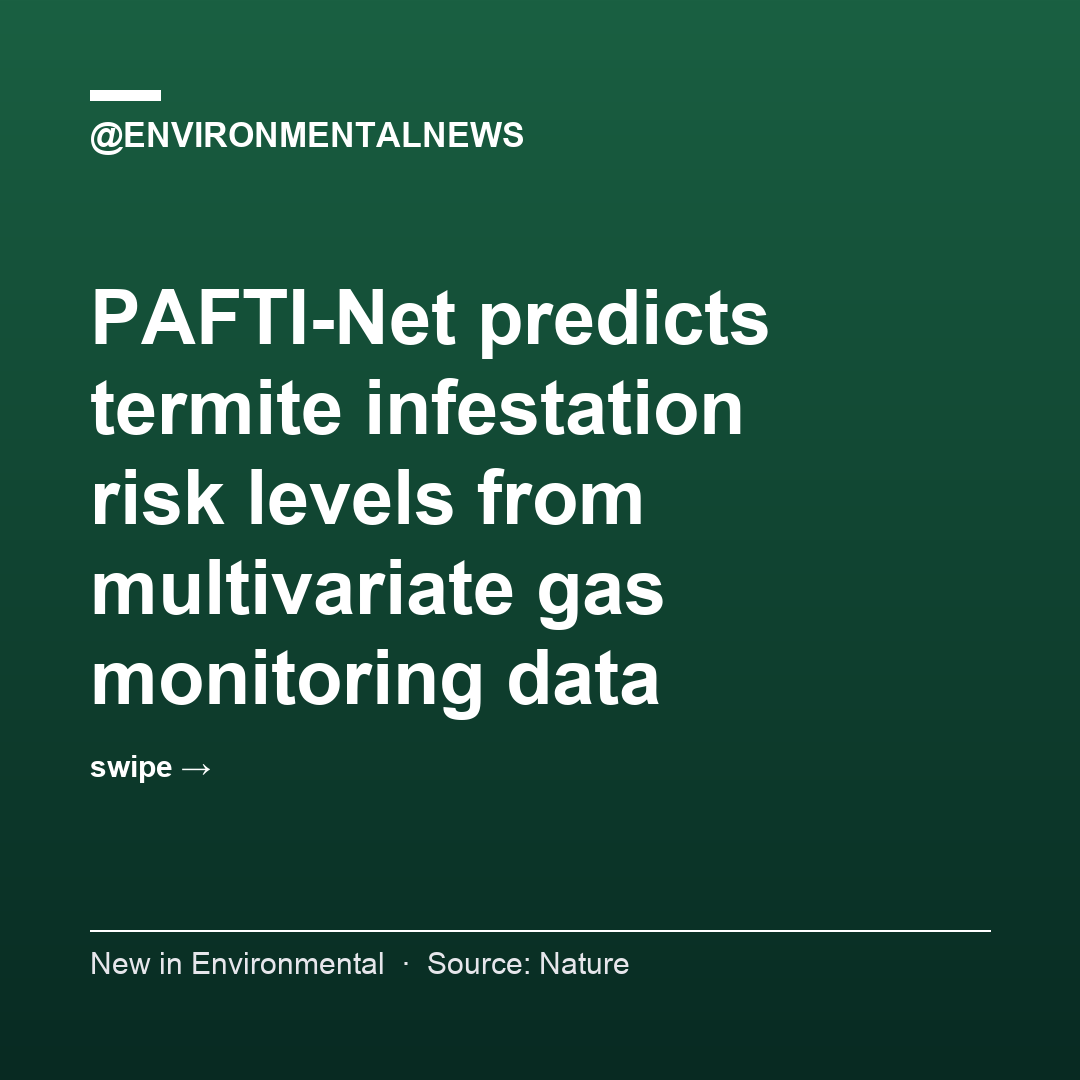 @ENVIRONMENTALNEWS
PAFTI-Net predicts
termite infestation
risk levels from
multivariate gas
monitoring data
swipe →
New in Environmental · Source: Nature